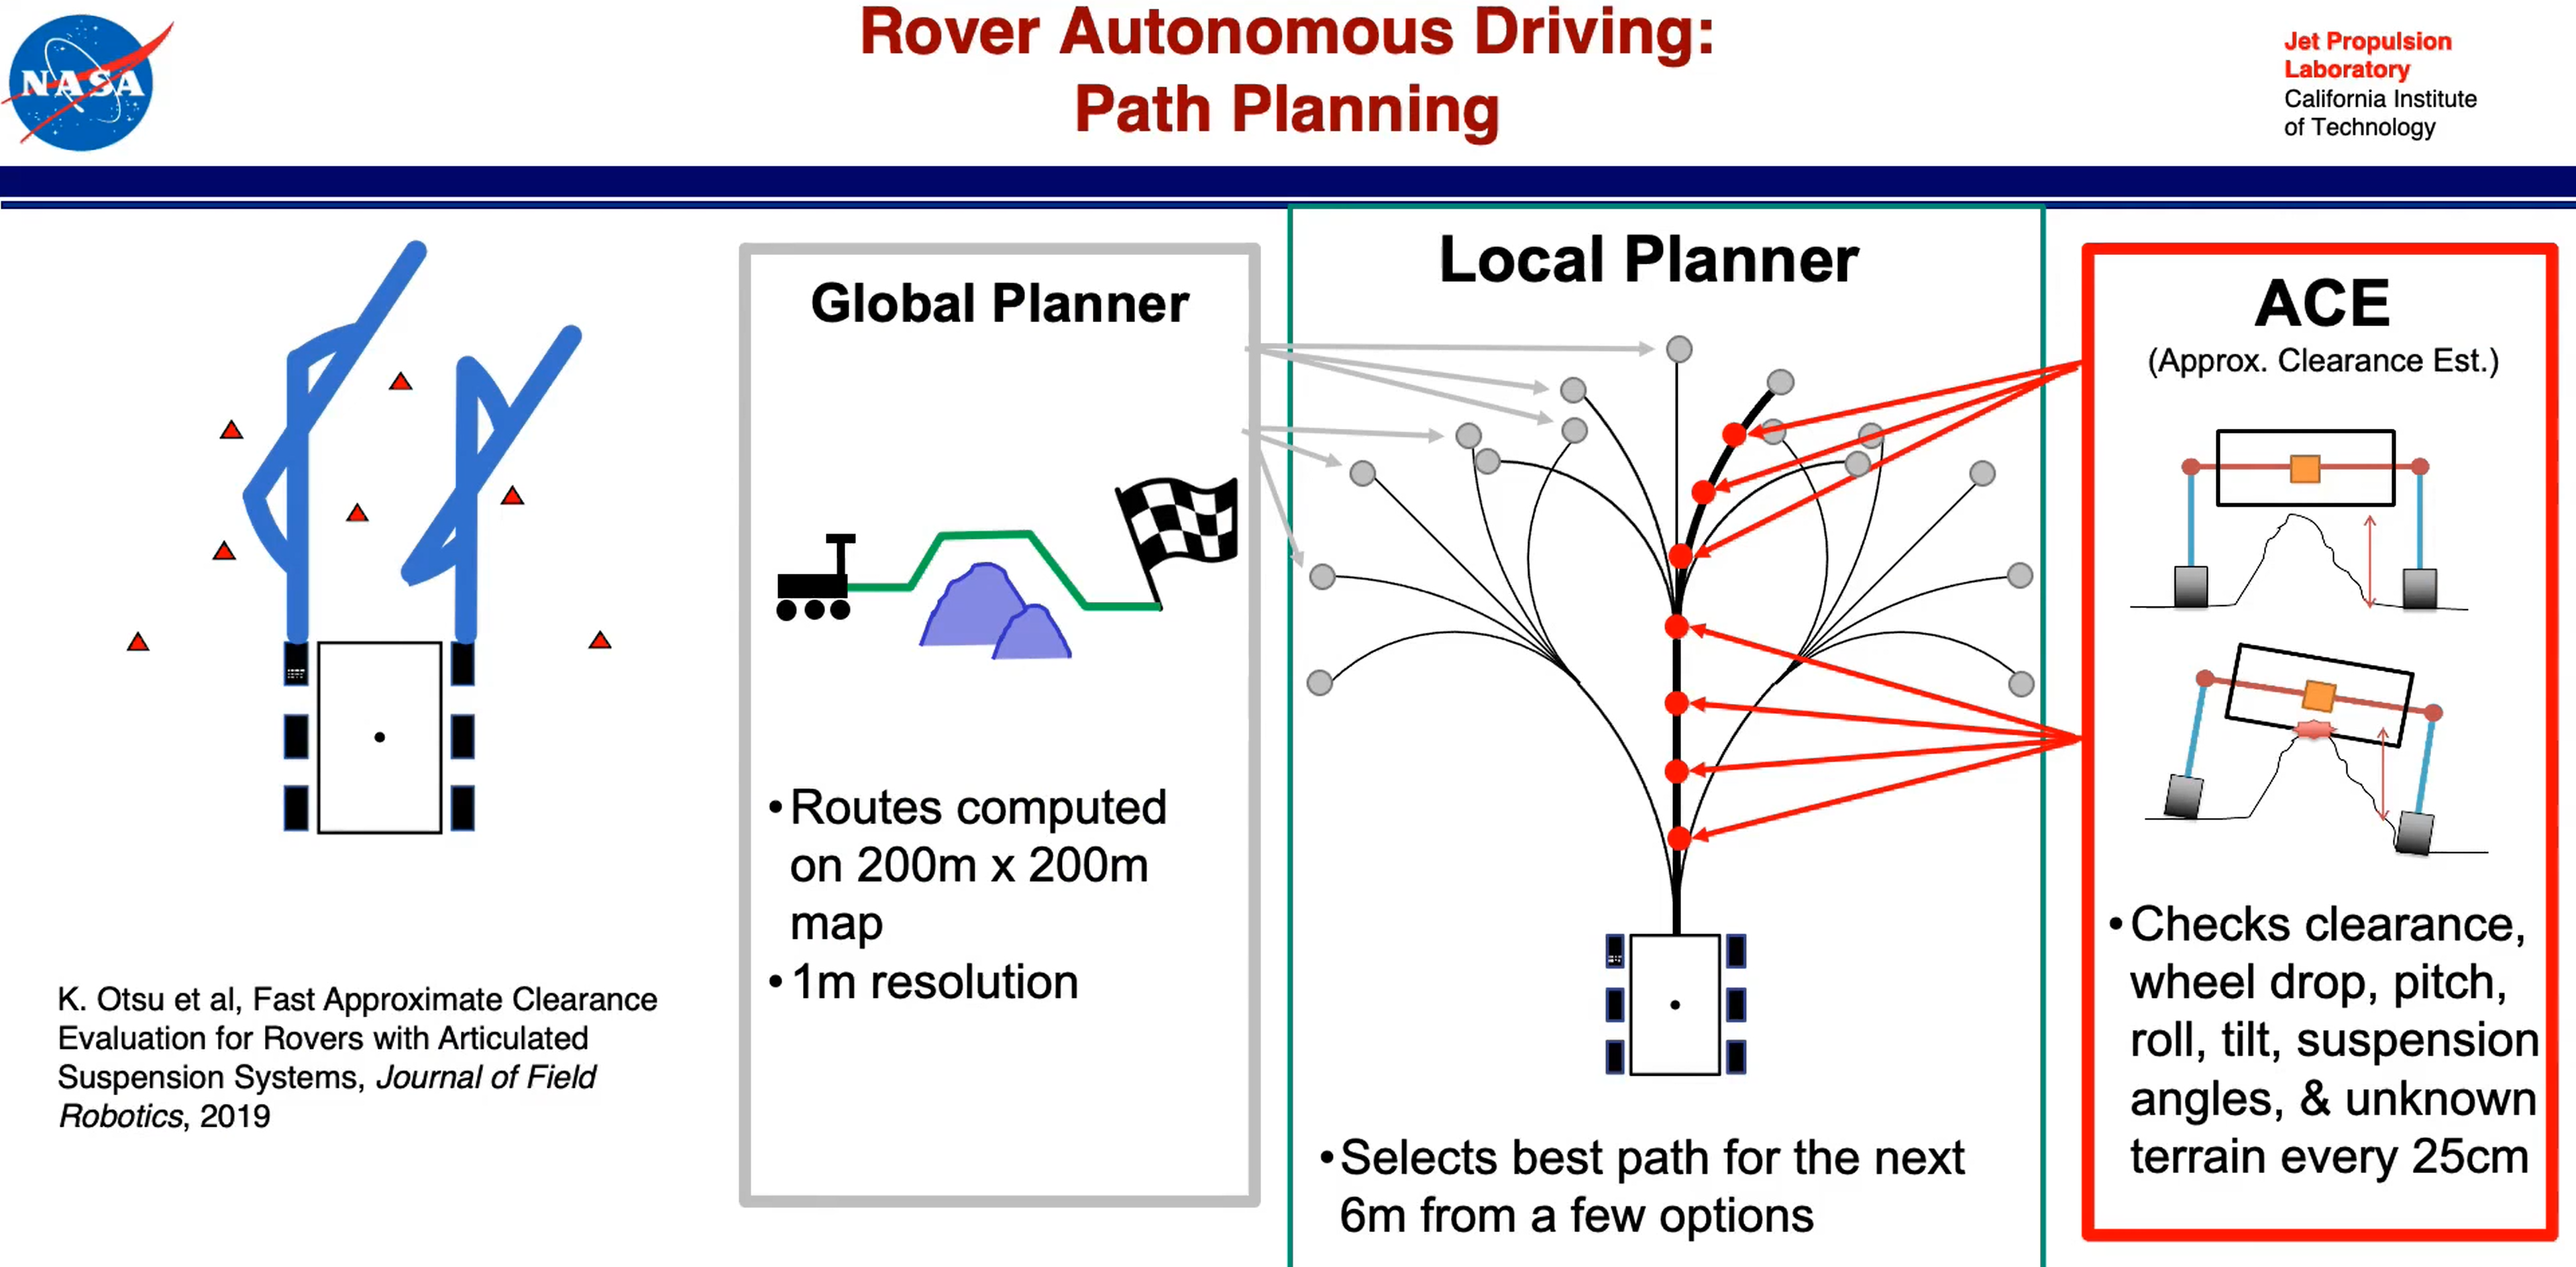 NASA
Rover Autonomous Driving:
Path Planning
Jet Propulsion
Laboratory
California Institute
of Technology
K. Otsu et al, Fast Approximate Clearance
Evaluation for Rovers with Articulated
Suspension Systems, Journal of Field
Robotics, 2019
Global Planner
•Routes computed
on 200m x 200m
map
•1m resolution
Local Planner
•Selects best path for the next
6m from a few options
ACE
(Approx. Clearance Est.)
•Checks clearance,
wheel drop, pitch,
roll, tilt, suspension
angles, & unknown
terrain every 25cm